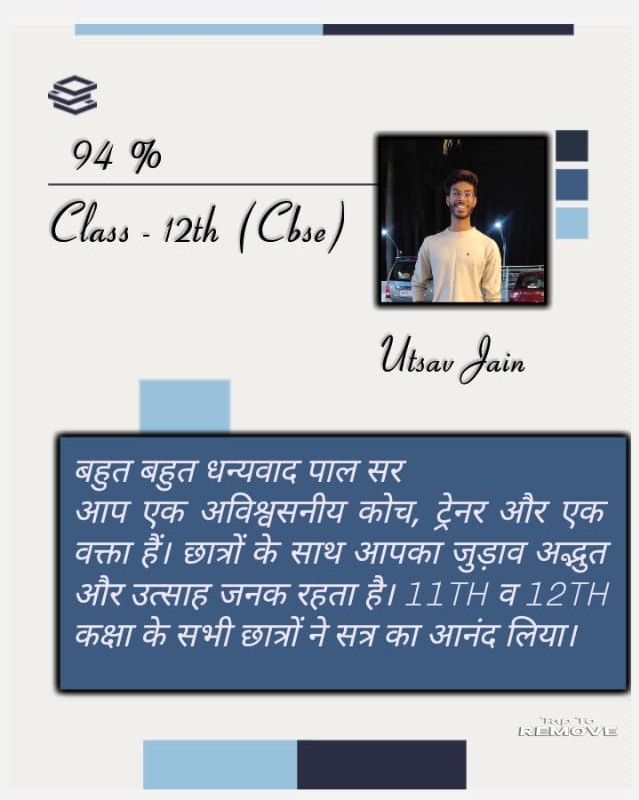 94 %
Class - 12th (Cbse)
Utsav Jain
बहुत बहुत धन्यवाद पाल सर
आप एक अविश्वसनीय कोच, ट्रेनर और एक
वक्ता हैं। छात्रों के साथ आपका जुड़ाव अद्भुत
और उत्साह जनक रहता है। 11TH व 12TH
कक्षा के सभी छात्रों ने सत्र का आनंद लिया।
Tap To
REMOVE